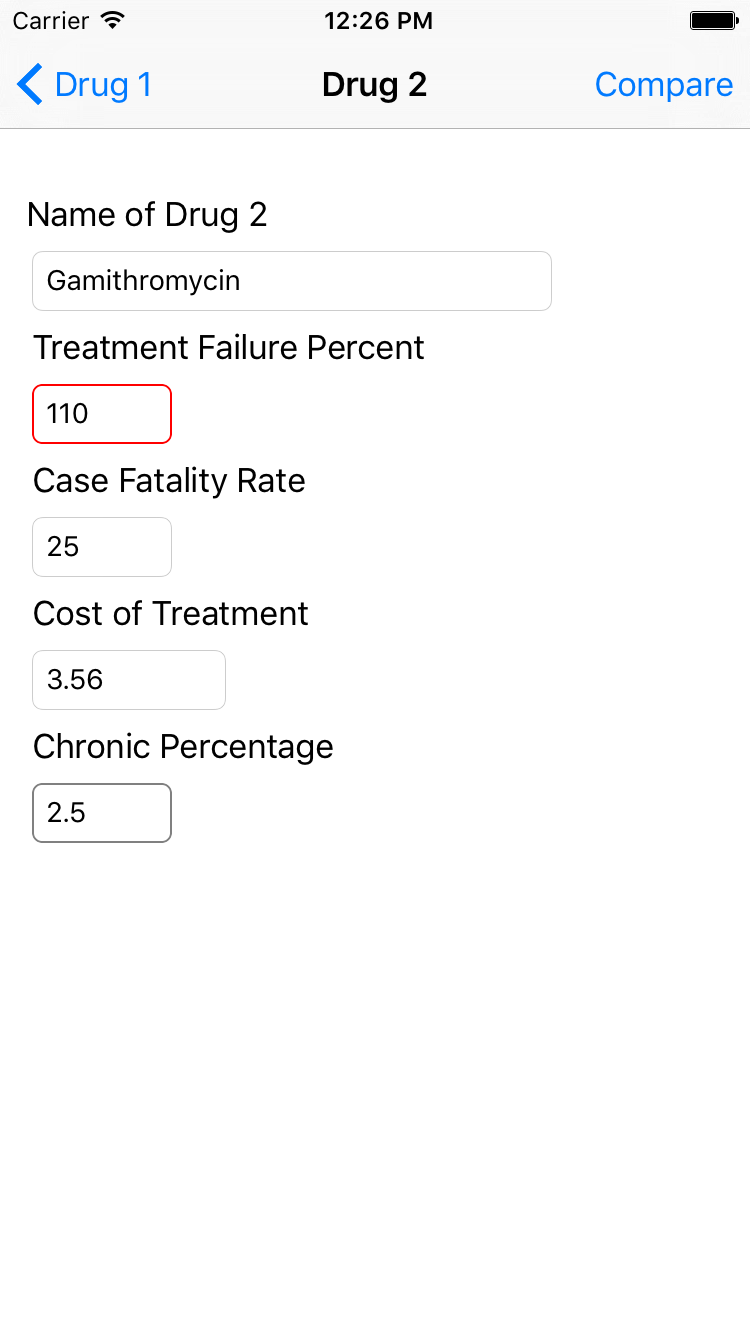 Carrier 12:26 PM
Drug 1 Drug 2 Compare
Name of Drug 2
Gamithromycin
Treatment Failure Percent
110
Case Fatality Rate
25
Cost of Treatment
3.56
Chronic Percentage
2.5